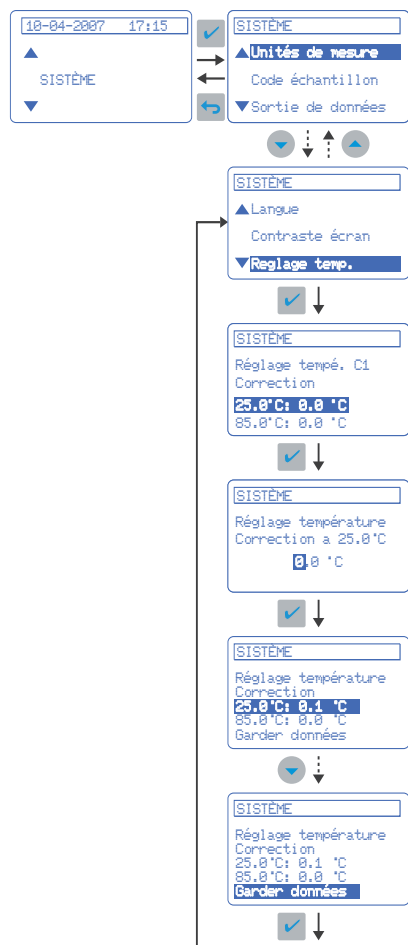 10-04-2007 17:15
SISTÈME
SISTÈME
Unités de mesure
Code échantillon
Sortie de données
SISTÈME
Langue
Contraste écran
Reglage temp.
SISTÈME
Réglage tempé. C1
Correction
25.0°C: 0.0 °C
85.0°C: 0.0 °C
SISTÈME
Réglage température
Correction a 25.0°C
0.0 °C
SISTÈME
Réglage température
Correction
25.0°C: 0.1 °C
85.0°C: 0.0 °C
Garder données
SISTÈME
Réglage température
Correction
25.0°C: 0.1 °C
85.0°C: 0.0 °C
Garder données